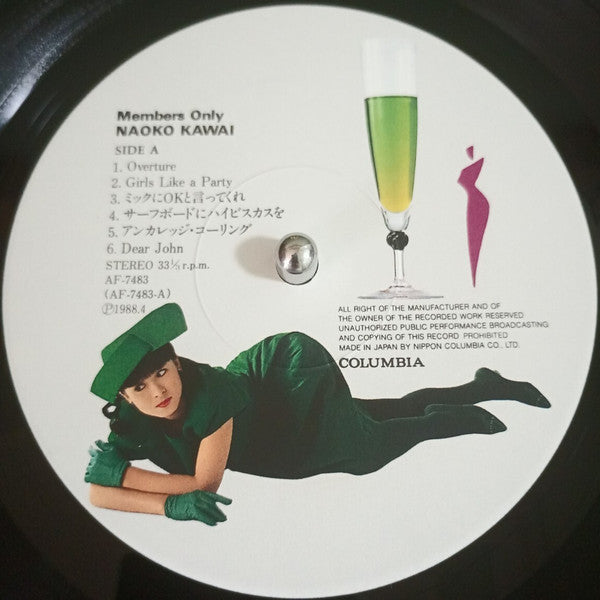 Members Only
NAOKO KAWAI
SIDE A
1. Overture
2. Girls Like a Party
3. ミックにOKと言ってくれ
4. サーフボードにハイビスカスを
5. アンカレッジ・コーリング
6. Dear John
STEREO 33⅓ r.p.m.
AF-7483
(AF-7483-A)
Ⓟ1988.4
ALL RIGHT OF THE MANUFACTURER AND OF
THE OWNER OF THE RECORDED WORK RESERVED
UNAUTHORIZED PUBLIC PERFORMANCE BROADCASTING
AND COPYING OF THIS RECORD PROHIBITED
MADE IN JAPAN BY NIPPON COLUMBIA CO., LTD.
COLUMBIA